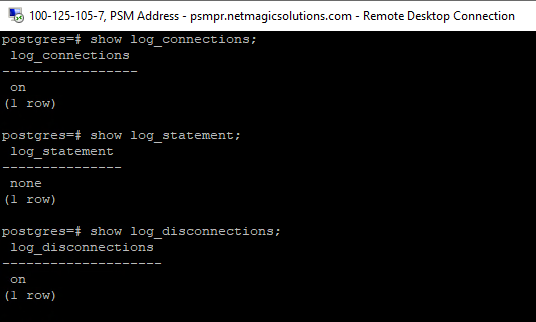 100-125-105-7, PSM Address - psmpr.netmagicsolutions.com - Remote Desktop Connection
postgres=# show log_connections;
 log_connections
-----------------
 on
(1 row)
postgres=# show log_statement;
 log_statement
---------------
 none
(1 row)
postgres=# show log_disconnections;
 log_disconnections
--------------------
 on
(1 row)